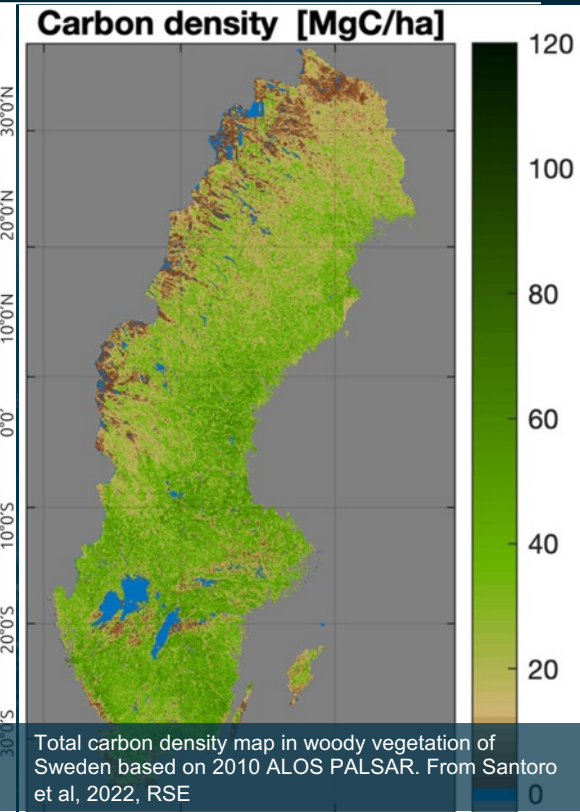 Carbon density [MgC/ha]
120
30°0'N
100
20°0'N
80
10°0'N
60
0°0'
40
10°0'S
20°0'S
20
30°0'S
0
Total carbon density map in woody vegetation of
Sweden based on 2010 ALOS PALSAR. From Santoro
et al, 2022, RSE